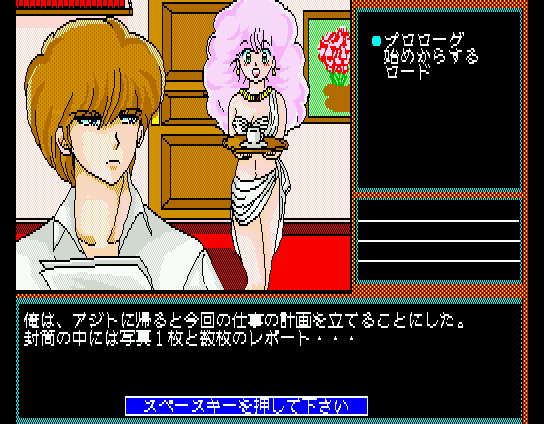 プロローグ
始めからする
ロード
俺は、アジトに帰ると今回の仕事の計画を立てることにした。
封筒の中には写真１枚と数枚のレポート・・・
スペースキーを押して下さい